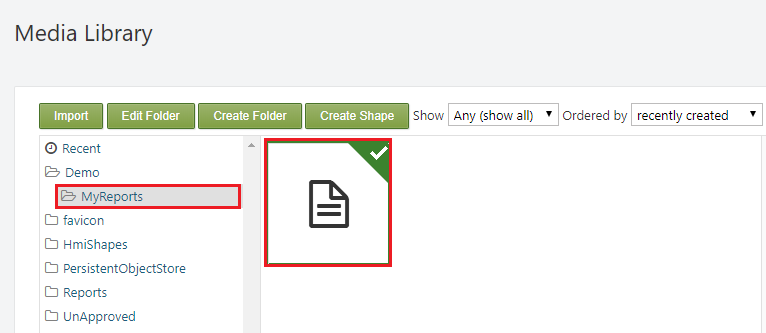 Media Library
Import Edit Folder Create Folder Create Shape Show Any (show all) Ordered by recently created
Recent
Demo
MyReports
favicon
HmiShapes
PersistentObjectStore
Reports
UnApproved